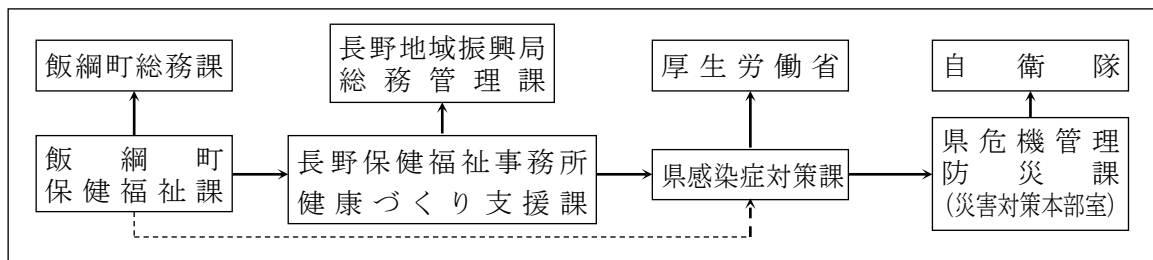 飯綱町総務課
長野地域振興局
総務管理課
厚生労働省
自衛隊
飯綱町
保健福祉課
長野保健福祉事務所
健康づくり支援課
県感染症対策課
県危機管理
防災課
(災害対策本部室)